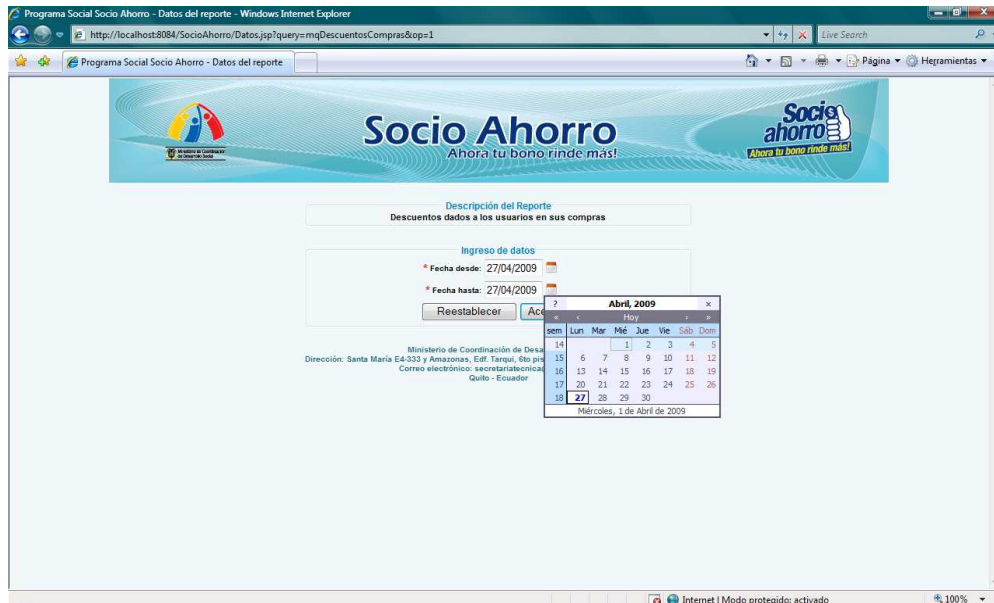 Programa Social Socio Ahorro - Datos del reporte - Windows Internet Explorer
http://localhost:8084/SocioAhorro/Datos.jsp?query=mqDescuentosCompras&op=1
Live Search
Programa Social Socio Ahorro - Datos del reporte
Página
Herramientas
Ministerio de Coordinación
de Desarrollo Social
Socio Ahorro
Ahora tu bono rinde más!
Socio
ahorro
Ahora tu bono rinde más!
Descripción del Reporte
Descuentos dados a los usuarios en sus compras
Ingreso de datos
* Fecha desde: 27/04/2009
* Fecha hasta: 27/04/2009
Reestablecer
? Abril, 2009 ×
« ‹ Hoy › »
sem Lun Mar Mié Jue Vie Sáb Dom
14 1 2 3 4 5
15 6 7 8 9 10 11 12
16 13 14 15 16 17 18 19
17 20 21 22 23 24 25 26
18 27 28 29 30
Miércoles, 1 de Abril de 2009
Ministerio de Coordinación de Desa
Dirección: Santa María E4-333 y Amazonas, Edf. Tarqui, 6to pis
Correo electrónico: secretariatecnica
Quito - Ecuador
Internet | Modo protegido: activado
100%